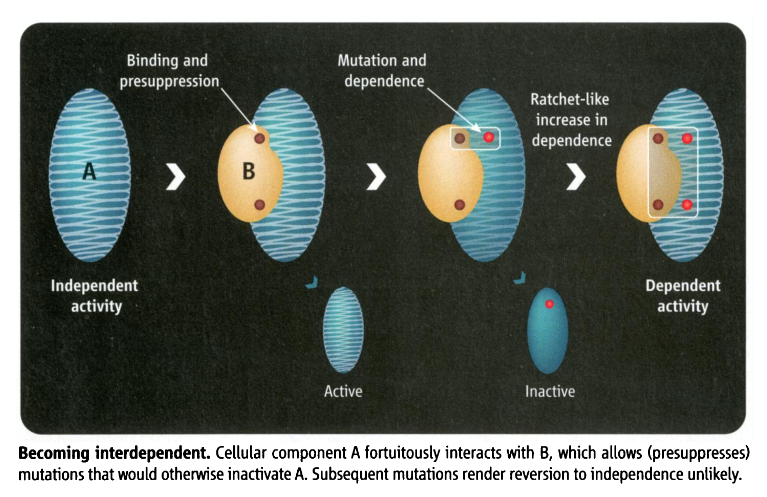 Binding and
presuppression
Mutation and
dependence
Ratchet-like
increase in
dependence
A
B
Independent
activity
Dependent
activity
Active
Inactive
Becoming interdependent. Cellular component A fortuitously interacts with B, which allows (presuppresses)
mutations that would otherwise inactivate A. Subsequent mutations render reversion to independence unlikely.